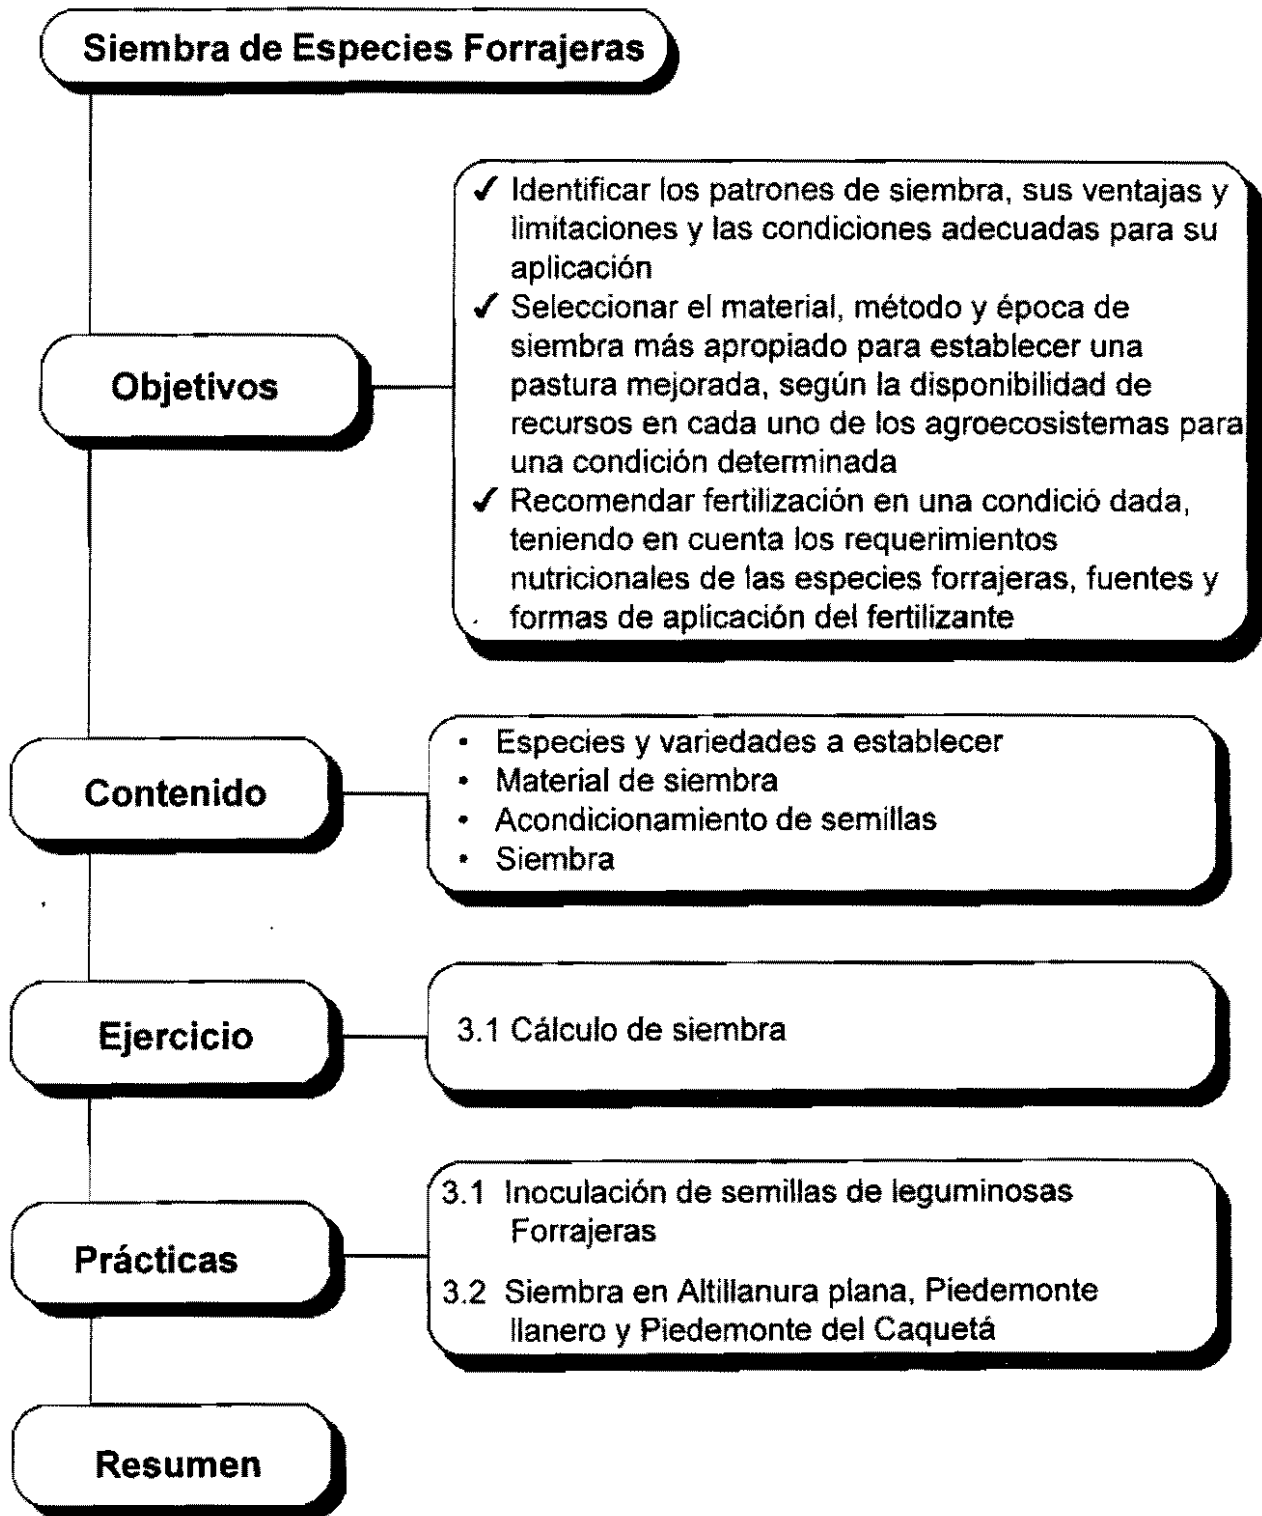 Siembra de Especies Forrajeras
✓ Identificar los patrones de siembra, sus ventajas y
limitaciones y las condiciones adecuadas para su
aplicación
✓ Seleccionar el material, método y época de
siembra más apropiado para establecer una
pastura mejorada, según la disponibilidad de
recursos en cada uno de los agroecosistemas para
una condición determinada
✓ Recomendar fertilización en una condició dada,
teniendo en cuenta los requerimientos
nutricionales de las especies forrajeras, fuentes y
formas de aplicación del fertilizante
Objetivos
Contenido
• Especies y variedades a establecer
• Material de siembra
• Acondicionamiento de semillas
• Siembra
Ejercicio
3.1 Cálculo de siembra
Prácticas
3.1 Inoculación de semillas de leguminosas
Forrajeras
3.2 Siembra en Altillanura plana, Piedemonte
llanero y Piedemonte del Caquetá
Resumen